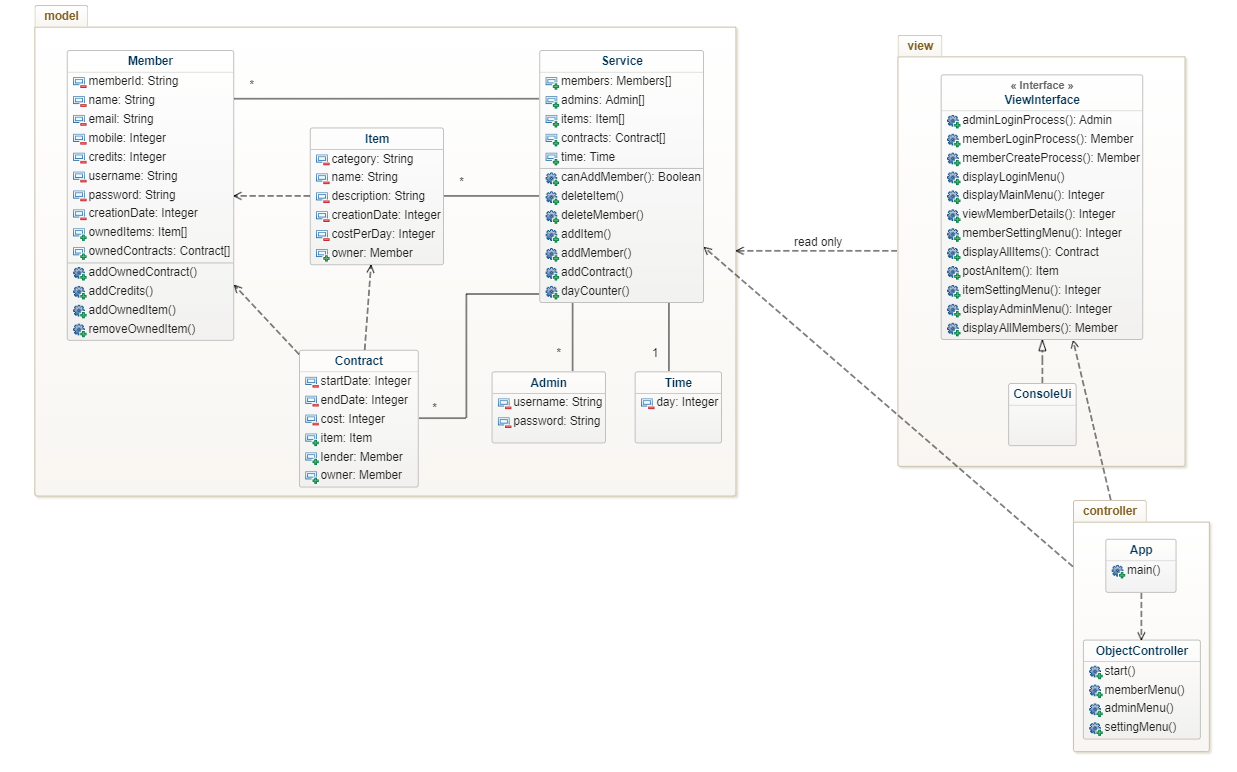 model
Member
memberId: String
name: String
email: String
mobile: Integer
credits: Integer
username: String
password: String
creationDate: Integer
ownedItems: Item[]
ownedContracts: Contract[]
addOwnedContract()
addCredits()
addOwnedItem()
removeOwnedItem()
*
Item
category: String
name: String
description: String
creationDate: Integer
costPerDay: Integer
owner: Member
*
Service
members: Members[]
admins: Admin[]
items: Item[]
contracts: Contract[]
time: Time
canAddMember(): Boolean
deleteItem()
deleteMember()
addItem()
addMember()
addContract()
dayCounter()
Contract
startDate: Integer
endDate: Integer
cost: Integer
item: Item
lender: Member
owner: Member
*
*
Admin
username: String
password: String
1
Time
day: Integer
read only
view
« Interface »
ViewInterface
adminLoginProcess(): Admin
memberLoginProcess(): Member
memberCreateProcess(): Member
displayLoginMenu()
displayMainMenu(): Integer
viewMemberDetails(): Integer
memberSettingMenu(): Integer
displayAllItems(): Contract
postAnItem(): Item
itemSettingMenu(): Integer
displayAdminMenu(): Integer
displayAllMembers(): Member
ConsoleUi
controller
App
main()
ObjectController
start()
memberMenu()
adminMenu()
settingMenu()